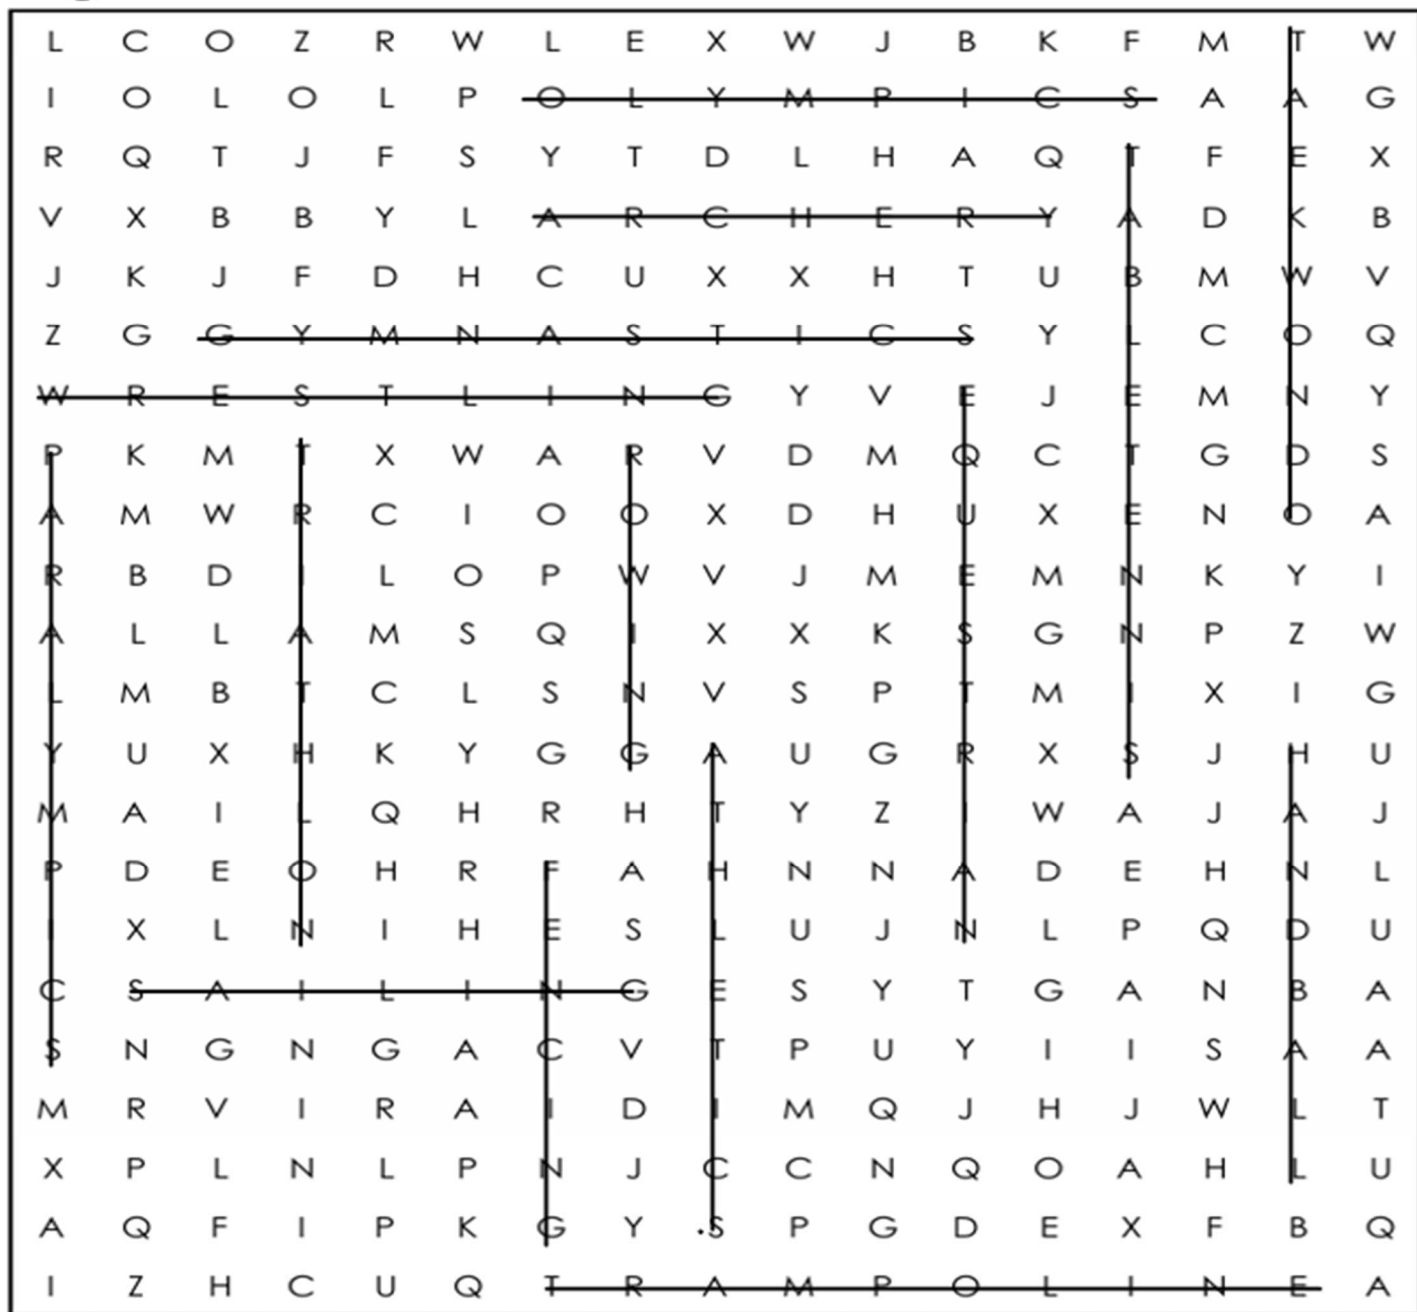 L C O Z R W L E X W J B K F M T W
I O L O L P O L Y M P I C S A A G
R Q T J F S Y T D L H A Q T F E X
V X B B Y L A R C H E R Y A D K B
J K J F D H C U X X H T U B M W V
Z G G Y M N A S T I C S Y L C O Q
W R E S T L I N G Y V E J E M N Y
P K M T X W A R V D M Q C T G D S
A M W R C I O O X D H U X E N O A
R B D I L O P W V J M E M N K Y I
A L L A M S Q I X X K S G N P Z W
L M B T C L S N V S P T M I X I G
Y U X H K Y G G A U G R X S J H U
M A I L Q H R H T Y Z I W A J A J
P D E O H R F A H N N A D E H N L
I X L N I H E S L U J N L P Q D U
C S A I L I N G E S Y T G A N B A
S N G N G A C V T P U Y I I S A A
M R V I R A I D I M Q J H J W L T
X P L N L P N J C C N Q O A H L U
A Q F I P K G Y S P G D E X F B Q
I Z H C U Q T R A M P O L I N E A